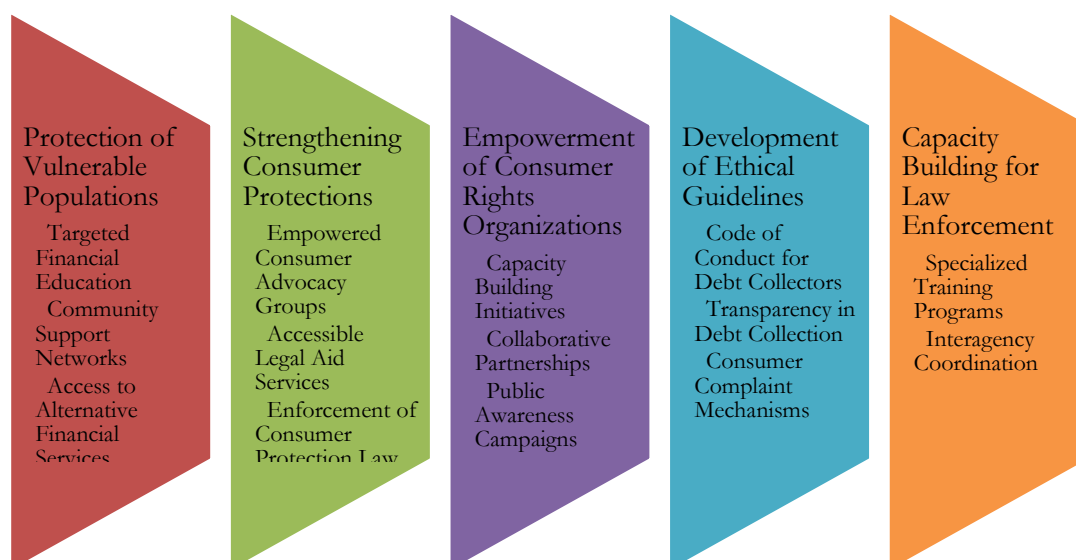 Protection of
Vulnerable
Populations
Targeted
Financial
Education
Community
Support
Networks
Access to
Alternative
Financial
Services
Strengthening
Consumer
Protections
Empowered
Consumer
Advocacy
Groups
Accessible
Legal Aid
Services
Enforcement of
Consumer
Protection Law
Empowerment
of Consumer
Rights
Organizations
Capacity
Building
Initiatives
Collaborative
Partnerships
Public
Awareness
Campaigns
Development
of Ethical
Guidelines
Code of
Conduct for
Debt Collectors
Transparency in
Debt Collection
Consumer
Complaint
Mechanisms
Capacity
Building for
Law
Enforcement
Specialized
Training
Programs
Interagency
Coordination